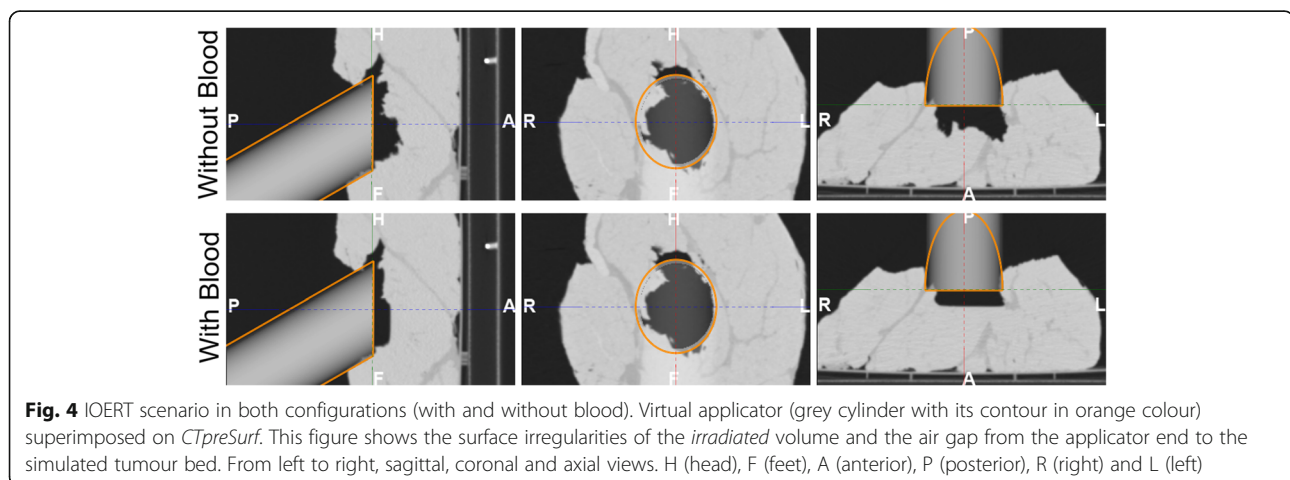 Without Blood
H
P
A
F
H
R
L
F
P
R
L
A
With Blood
H
P
A
F
H
R
L
F
P
R
L
A
Fig. 4 IOERT scenario in both configurations (with and without blood). Virtual applicator (grey cylinder with its contour in orange colour)
superimposed on CTpreSurf. This figure shows the surface irregularities of the irradiated volume and the air gap from the applicator end to the
simulated tumour bed. From left to right, sagittal, coronal and axial views. H (head), F (feet), A (anterior), P (posterior), R (right) and L (left)